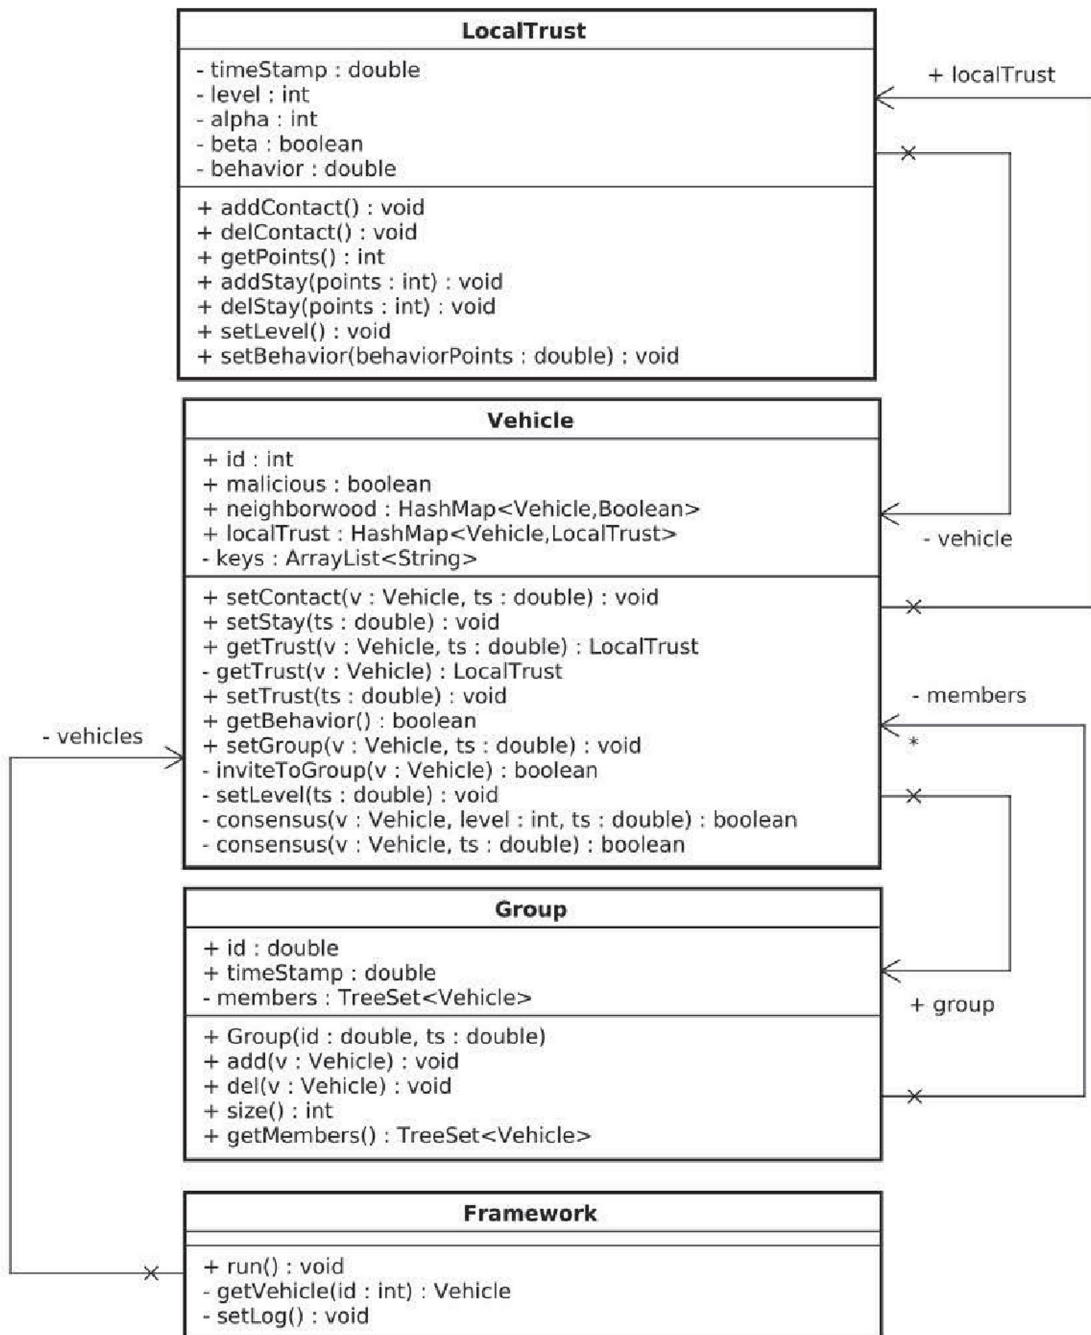 LocalTrust
- timeStamp : double
- level : int
- alpha : int
- beta : boolean
- behavior : double
+ addContact() : void
+ delContact() : void
+ getPoints() : int
+ addStay(points : int) : void
+ delStay(points : int) : void
+ setLevel() : void
+ setBehavior(behaviorPoints : double) : void
+ localTrust
Vehicle
+ id : int
+ malicious : boolean
+ neighborwood : HashMap<Vehicle,Boolean>
+ localTrust : HashMap<Vehicle,LocalTrust>
- keys : ArrayList<String>
- vehicle
+ setContact(v : Vehicle, ts : double) : void
+ setStay(ts : double) : void
+ getTrust(v : Vehicle, ts : double) : LocalTrust
- getTrust(v : Vehicle) : LocalTrust
+ setTrust(ts : double) : void
+ getBehavior() : boolean
+ setGroup(v : Vehicle, ts : double) : void
- inviteToGroup(v : Vehicle) : boolean
- setLevel(ts : double) : void
- consensus(v : Vehicle, level : int, ts : double) : boolean
- consensus(v : Vehicle, ts : double) : boolean
- members
*
- vehicles
Group
+ id : double
+ timeStamp : double
- members : TreeSet<Vehicle>
+ group
+ Group(id : double, ts : double)
+ add(v : Vehicle) : void
+ del(v : Vehicle) : void
+ size() : int
+ getMembers() : TreeSet<Vehicle>
Framework
+ run() : void
- getVehicle(id : int) : Vehicle
- setLog() : void